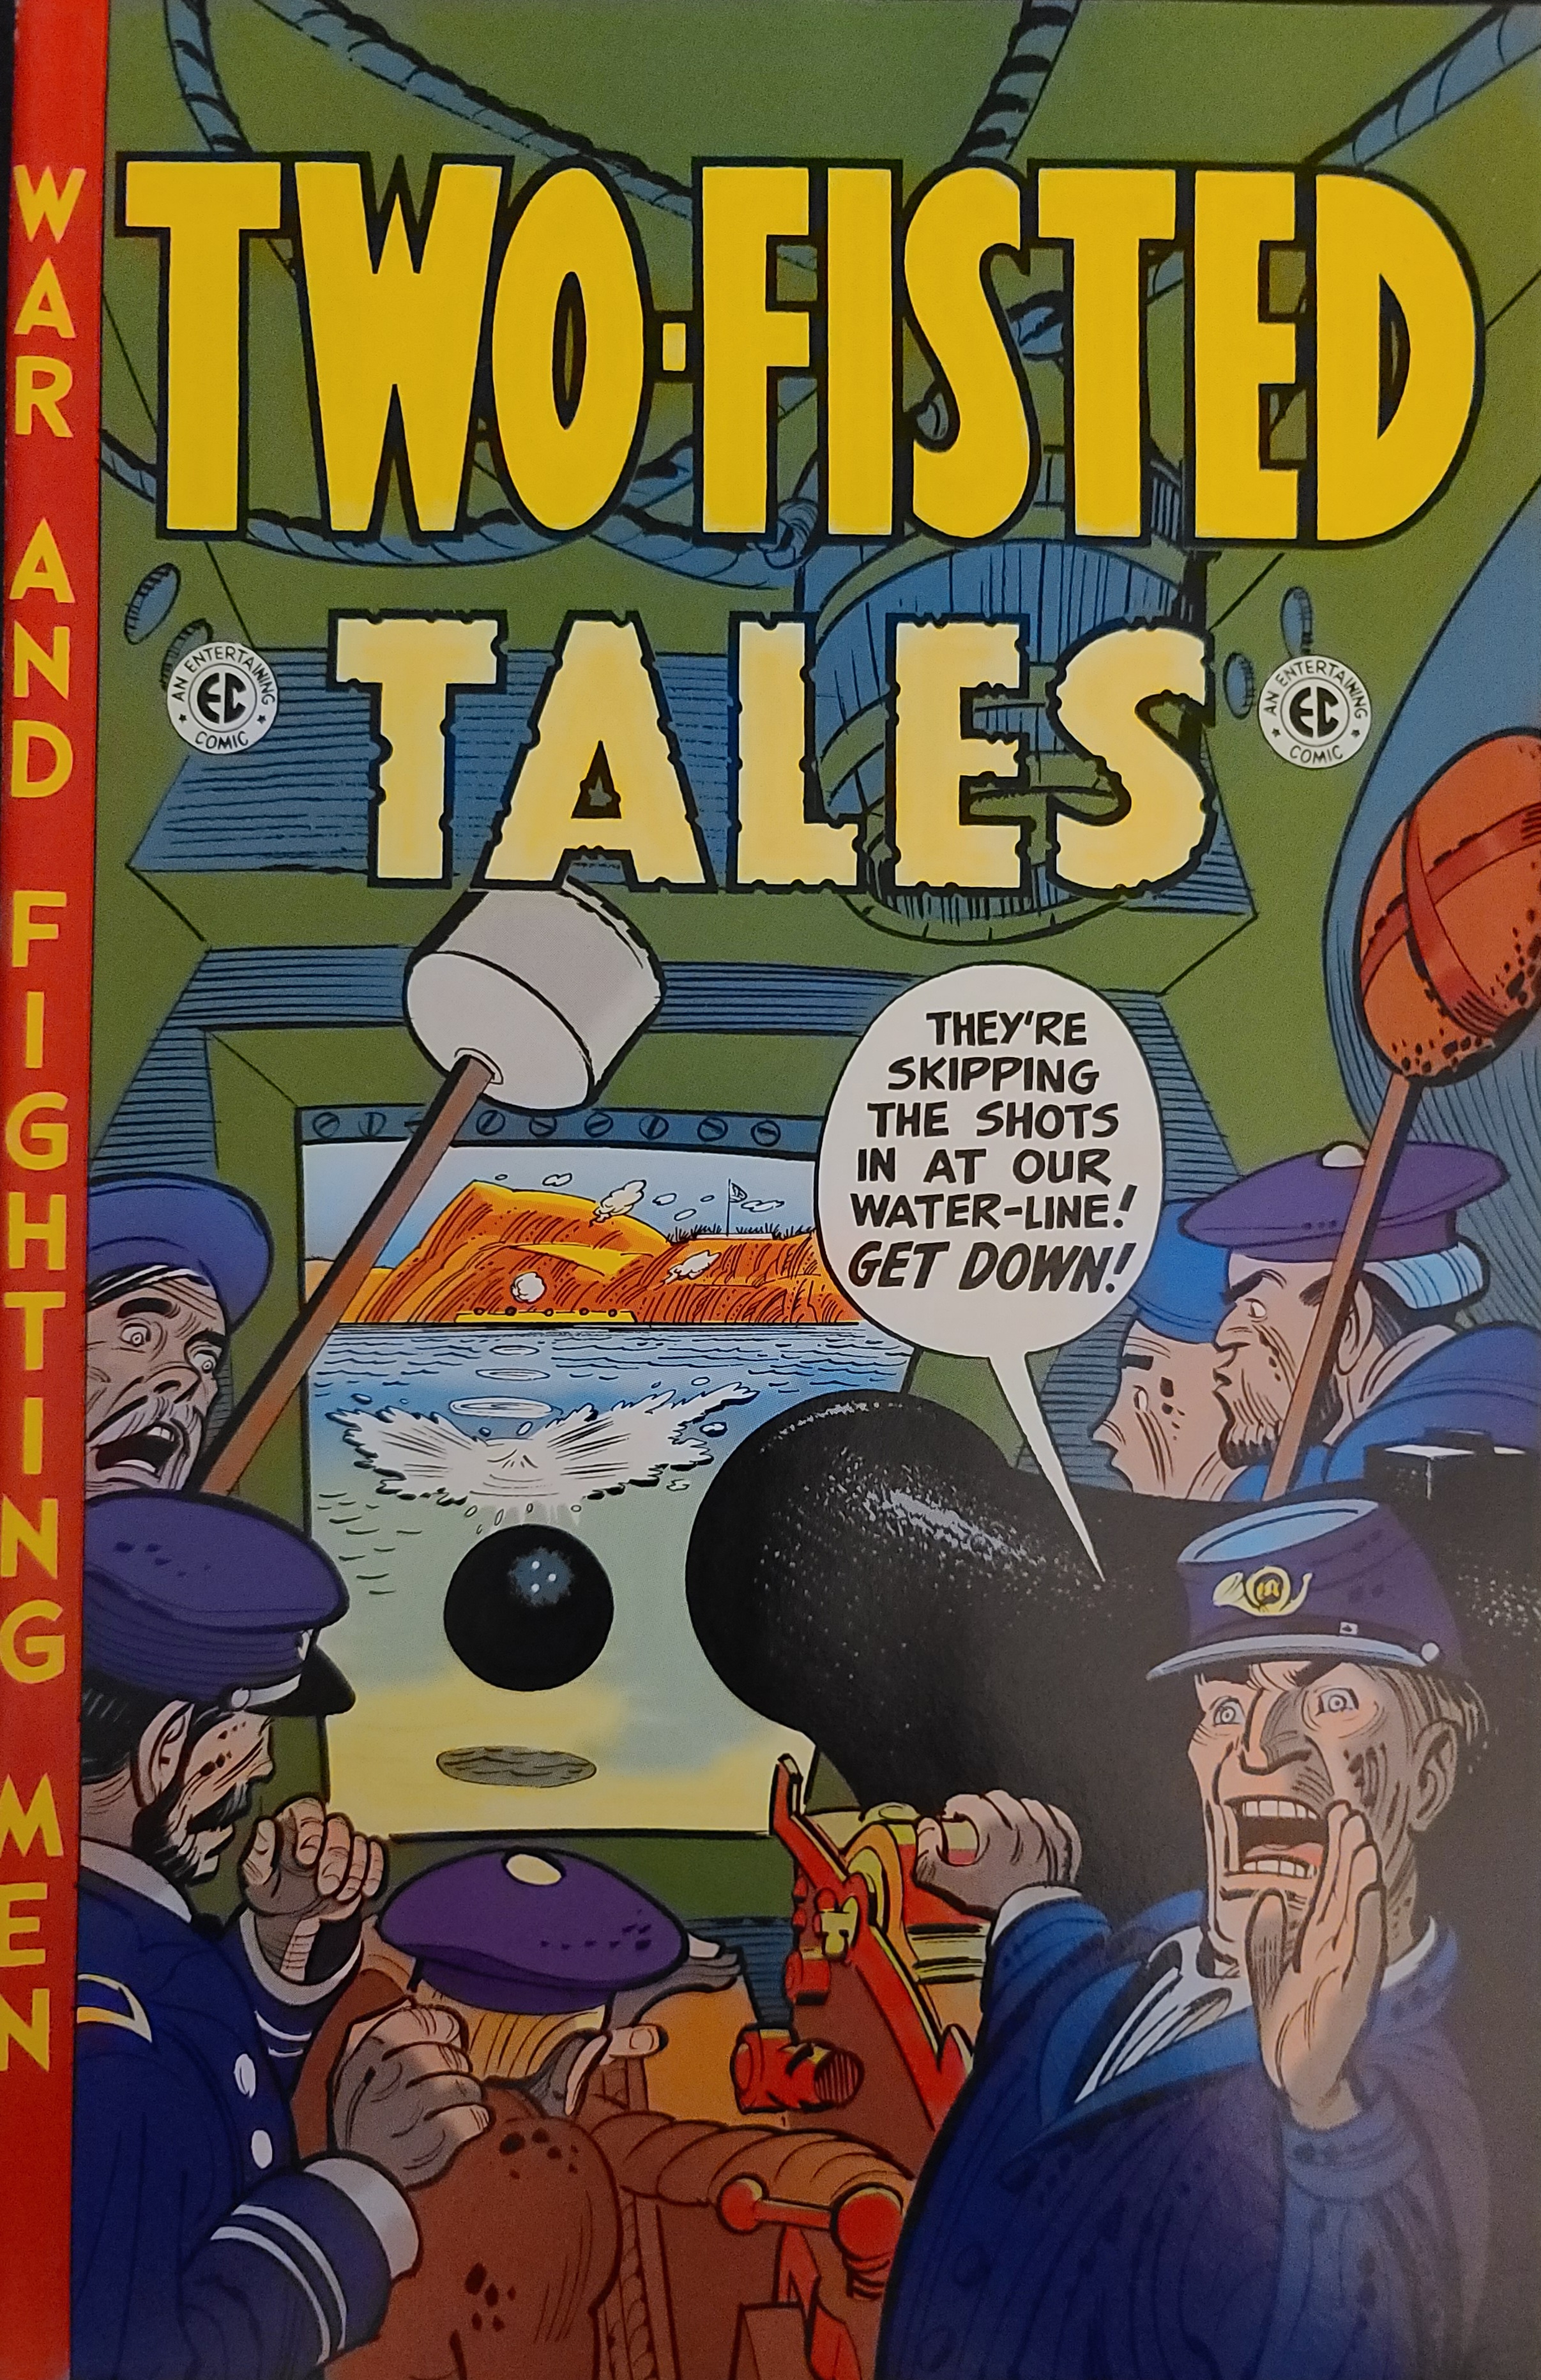 WAR AND FIGHTING MEN
TWO-FISTED
TALES
AN ENTERTAINING
EC
COMIC
AN ENTERTAINING
EC
COMIC
THEY'RE
SKIPPING
THE SHOTS
IN AT OUR
WATER-LINE!
GET DOWN!